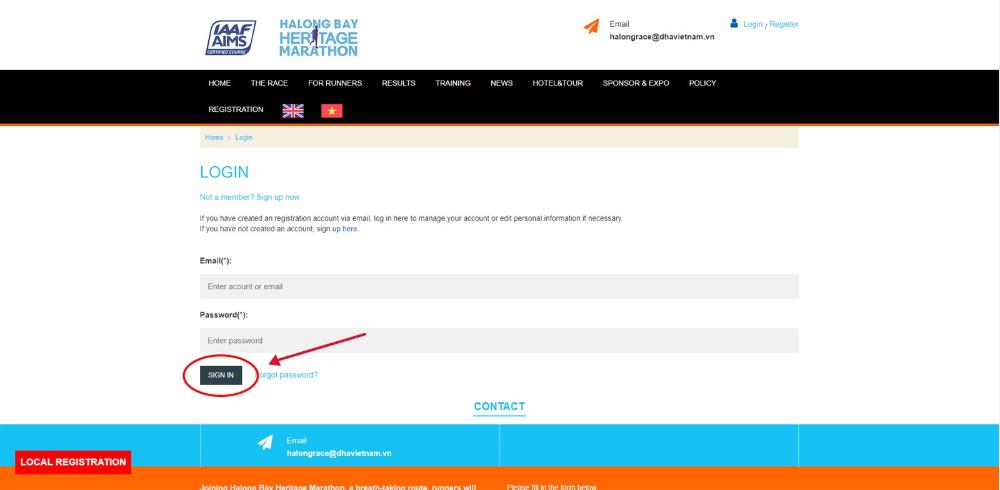 IAAF
AIMS
CERTIFIED COURSE
HALONG BAY
HERITAGE
MARATHON
Email
halongrace@dhavietnam.vn
Login / Register
HOME THE RACE FOR RUNNERS RESULTS TRAINING NEWS HOTEL&TOUR SPONSOR & EXPO POLICY
REGISTRATION
Home > Login
LOGIN
Not a member? Sign up now
If you have created an registration account via email, log in here to manage your account or edit personal information if necessary.
If you have not created an account, sign up here.
Email(*):
Enter acount or email
Password(*):
Enter password
SIGN IN
orgot password?
CONTACT
Email
halongrace@dhavietnam.vn
LOCAL REGISTRATION
Joining Halong Bay Heritage Marathon, a breath-taking route, runners will
Please fill in the form below